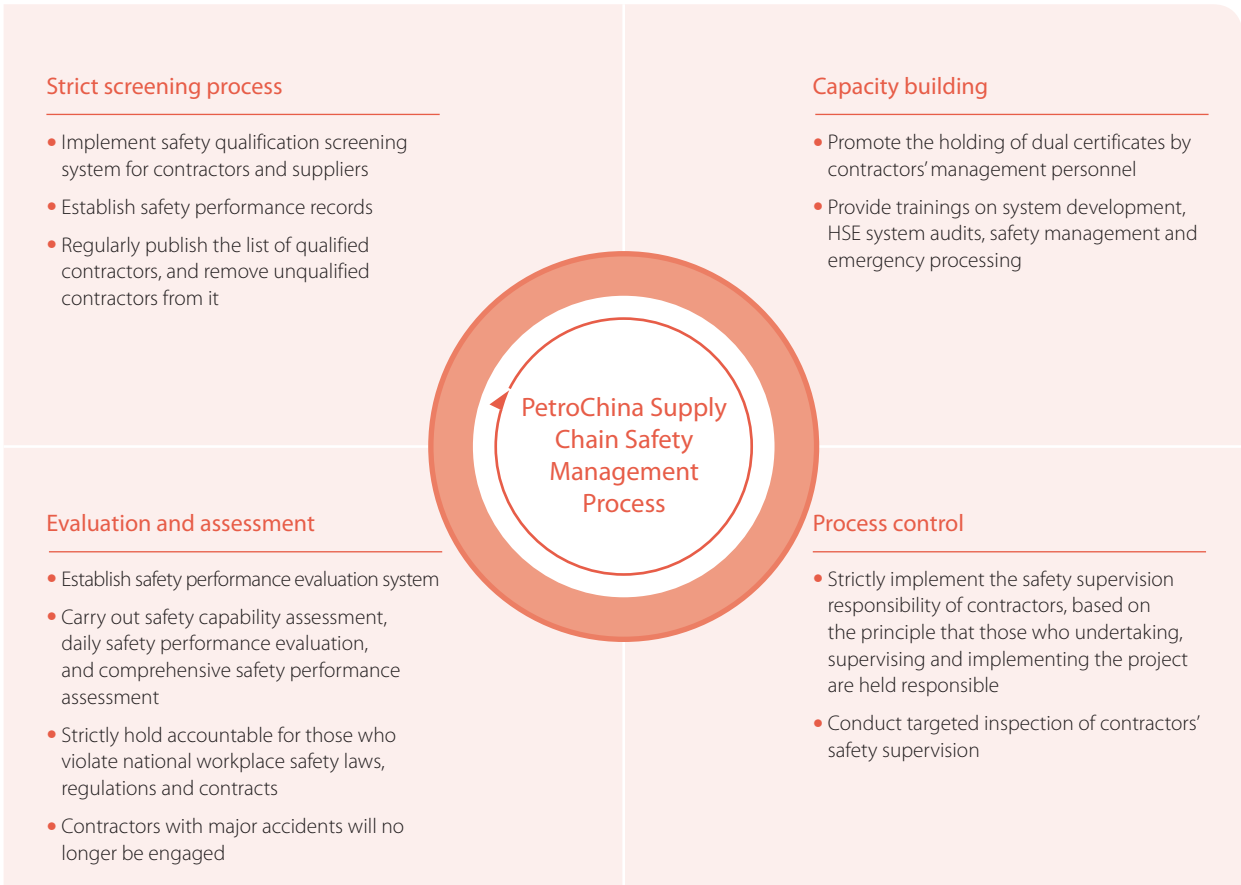 Strict screening process
• Implement safety qualification screening
system for contractors and suppliers
• Establish safety performance records
• Regularly publish the list of qualified
contractors, and remove unqualified
contractors from it
Capacity building
• Promote the holding of dual certificates by
contractors' management personnel
• Provide trainings on system development,
HSE system audits, safety management and
emergency processing
PetroChina Supply
Chain Safety
Management
Process
Evaluation and assessment
• Establish safety performance evaluation system
• Carry out safety capability assessment,
daily safety performance evaluation,
and comprehensive safety performance
assessment
• Strictly hold accountable for those who
violate national workplace safety laws,
regulations and contracts
• Contractors with major accidents will no
longer be engaged
Process control
• Strictly implement the safety supervision
responsibility of contractors, based on
the principle that those who undertaking,
supervising and implementing the project
are held responsible
• Conduct targeted inspection of contractors'
safety supervision